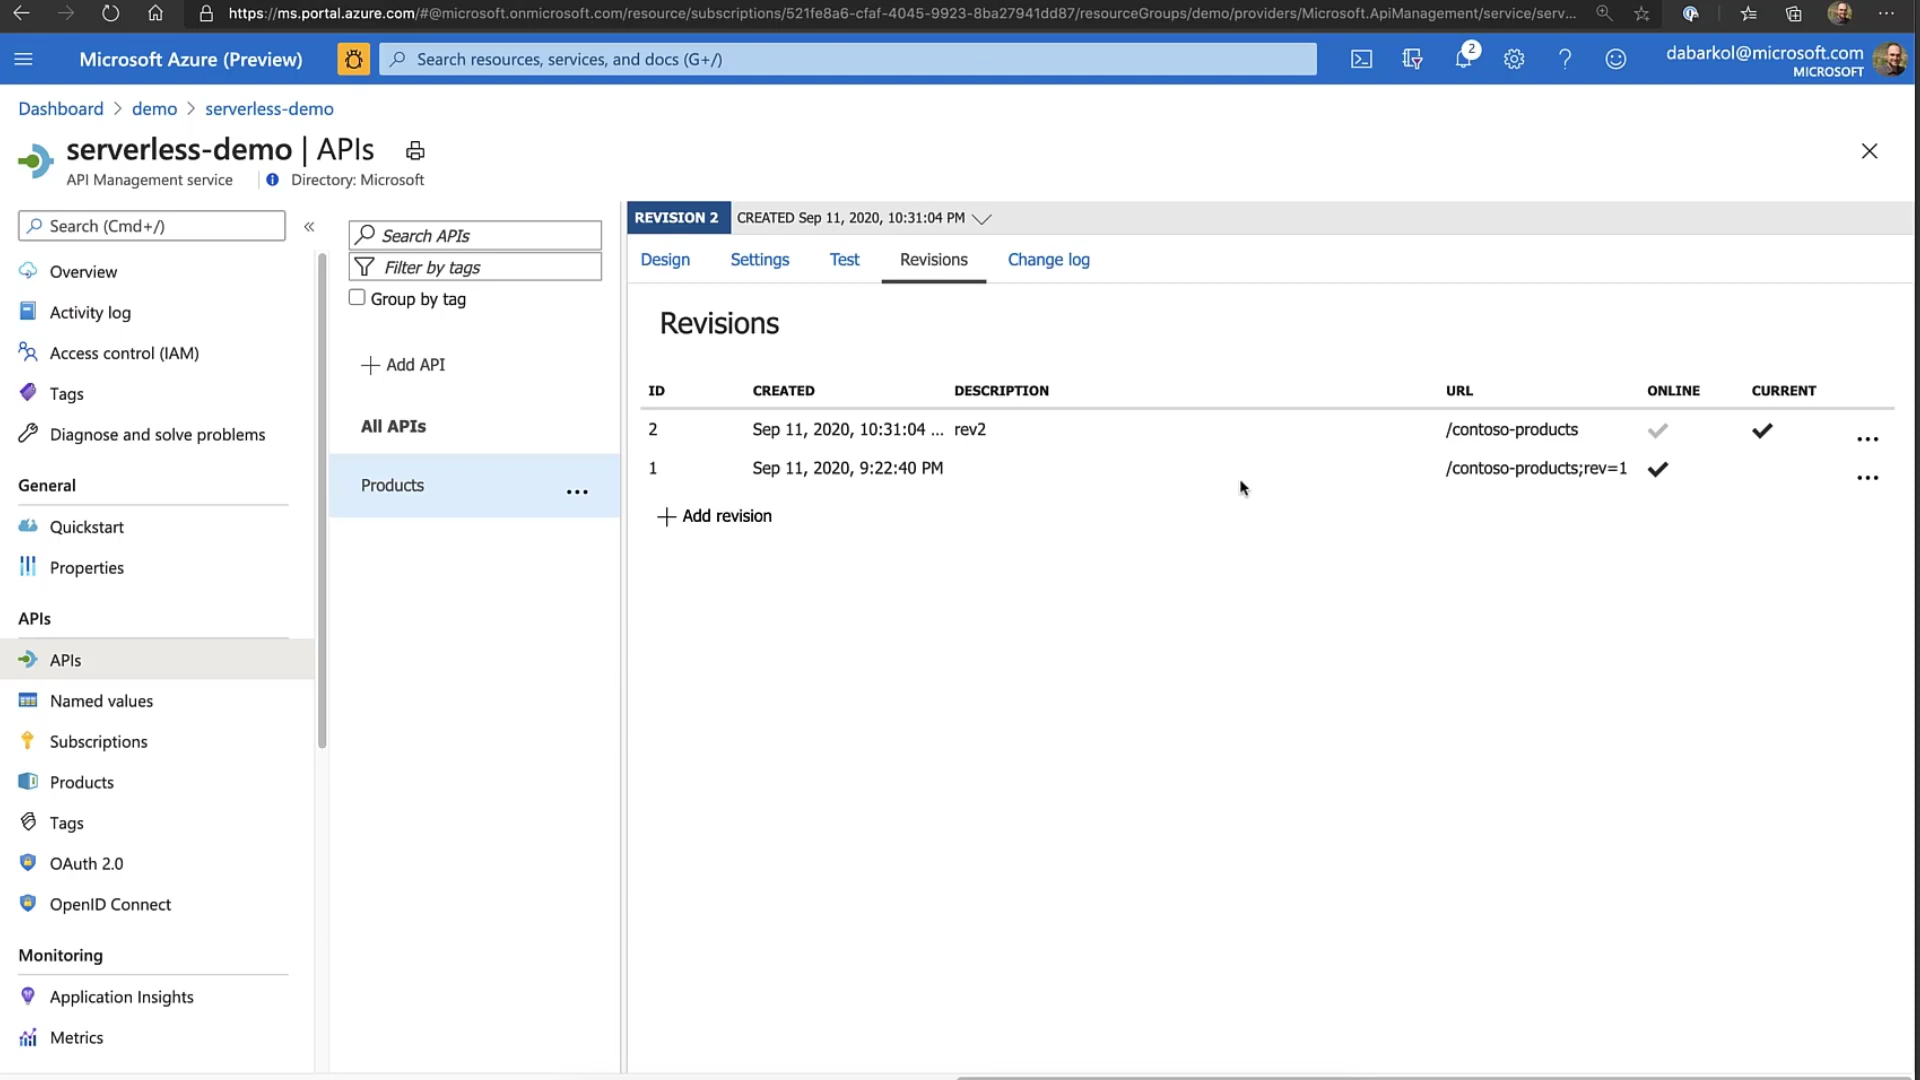 https://ms.portal.azure.com/#@microsoft.onmicrosoft.com/resource/subscriptions/521fe8a6-cfaf-4045-9923-8ba27941dd87/resourceGroups/demo/providers/Microsoft.ApiManagement/service/serv...
Microsoft Azure (Preview)
Search resources, services, and docs (G+/)
2
dabarkol@microsoft.com
MICROSOFT
Dashboard > demo > serverless-demo
serverless-demo | APIs
API Management service
Directory: Microsoft
Search (Cmd+/)
«
Overview
Activity log
Access control (IAM)
Tags
Diagnose and solve problems
General
Quickstart
Properties
APIs
APIs
Named values
Subscriptions
Products
Tags
OAuth 2.0
OpenID Connect
Monitoring
Application Insights
Metrics
Search APIs
Filter by tags
Group by tag
+ Add API
All APIs
Products ...
REVISION 2 CREATED Sep 11, 2020, 10:31:04 PM
Design Settings Test Revisions Change log
Revisions
ID CREATED DESCRIPTION URL ONLINE CURRENT
2 Sep 11, 2020, 10:31:04 ... rev2 /contoso-products ...
1 Sep 11, 2020, 9:22:40 PM /contoso-products;rev=1 ...
+ Add revision